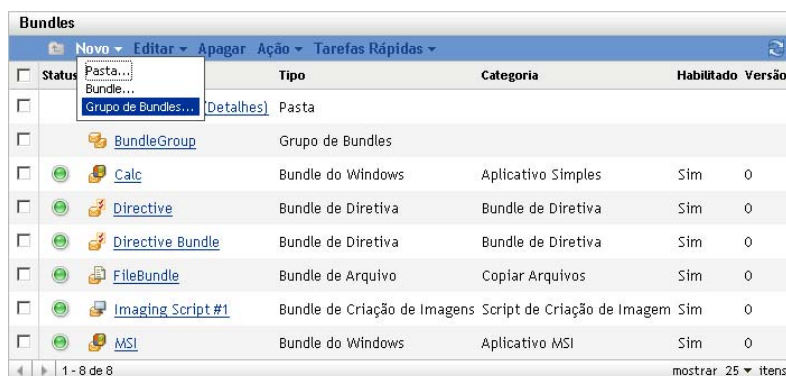 Bundles
Novo Editar Apagar Ação Tarefas Rápidas
Status Tipo Categoria Habilitado Versão
Pasta...
Bundle...
Grupo de Bundles...
(Detalhes) Pasta
BundleGroup Grupo de Bundles
Calc Bundle do Windows Aplicativo Simples Sim 0
Directive Bundle de Diretiva Bundle de Diretiva Sim 0
Directive Bundle Bundle de Diretiva Bundle de Diretiva Sim 0
FileBundle Bundle de Arquivo Copiar Arquivos Sim 0
Imaging Script #1 Bundle de Criação de Imagens Script de Criação de Imagem Sim 0
MSI Bundle do Windows Aplicativo MSI Sim 0
1 - 8 de 8 mostrar 25 itens